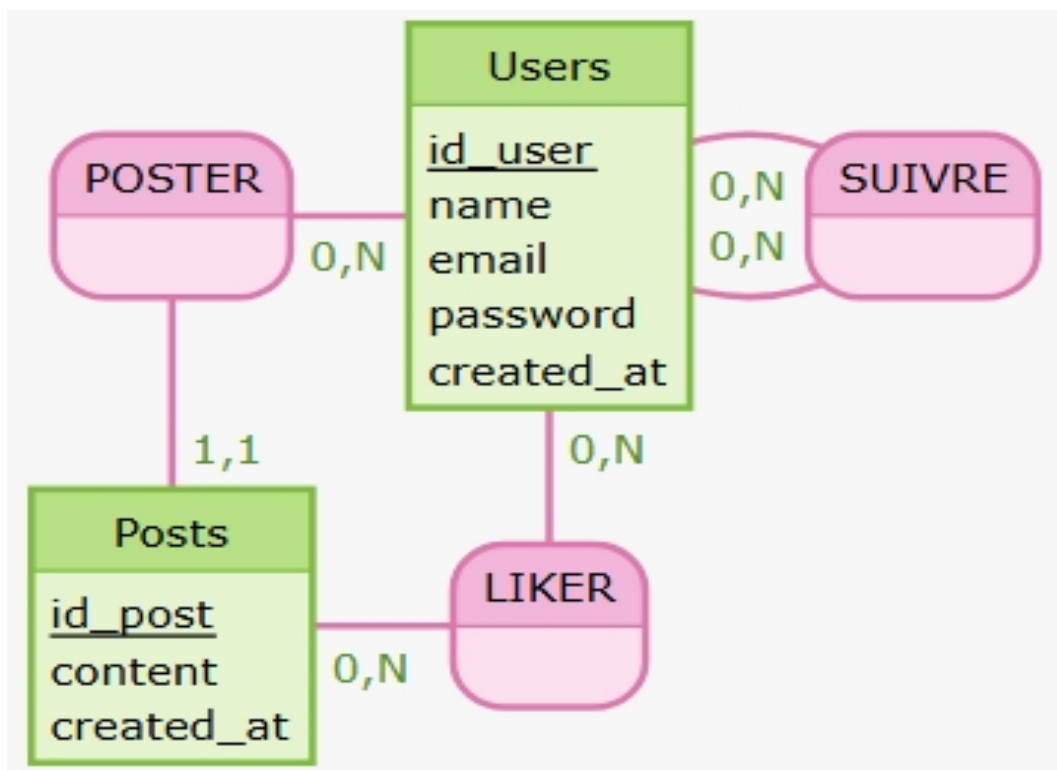 Users
id_user
name
email
password
created_at
POSTER
0,N
SUIVRE
0,N
0,N
1,1
0,N
Posts
id_post
content
created_at
LIKER
0,N